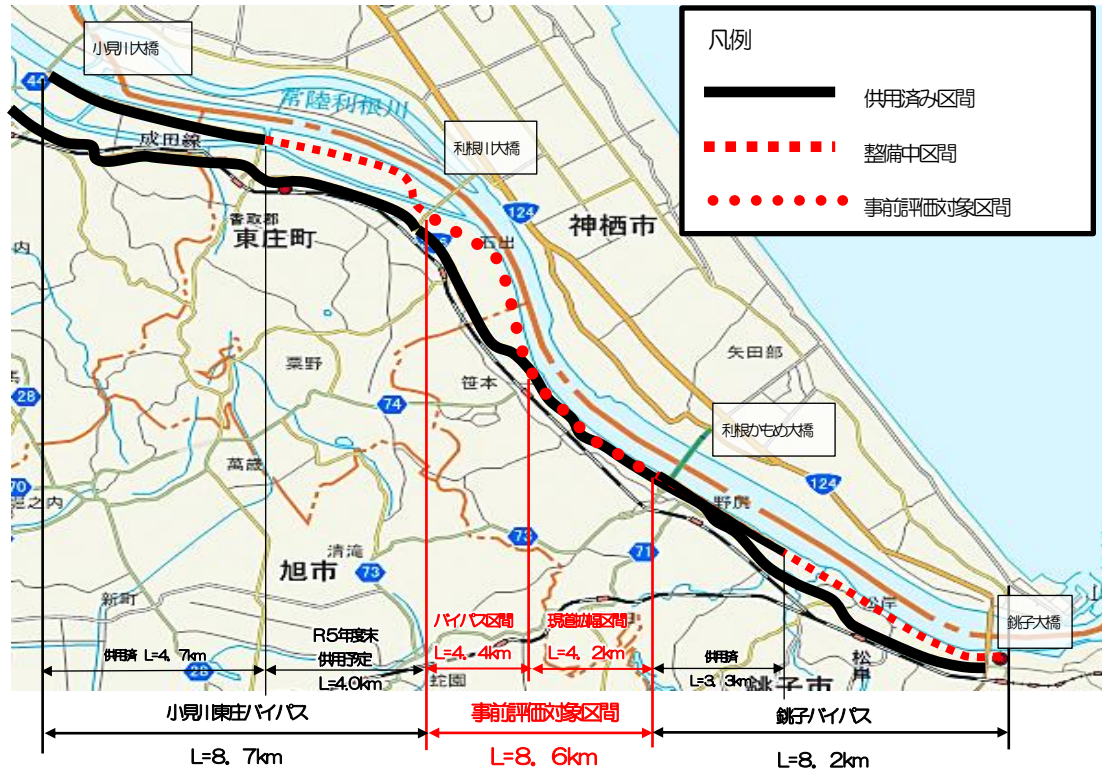 小見川大橋
44
常陸利根川
成田線
利根川大橋
124
神栖市
香取郡
東庄町
石出
凡例
供用済み区間
整備中区間
事前評価対象区間
矢田部
粟野
笹本
28
74
利根かもめ大橋
萬歳
124
70
之内
野尻
清滝
73
71
旭市
73
新町
松岸
銚子大橋
R5年度末
バイパス区間
現道拡幅区間
供用済 L=4.7km
供用予定
L=4.4km
L=4.2km
供用済
28
L=4.0km
蛇園
L=3.3km
銚子市
松岸
小見川東庄バイパス
事前評価対象区間
銚子バイパス
L=8.7km
L=8.6km
L=8.2km